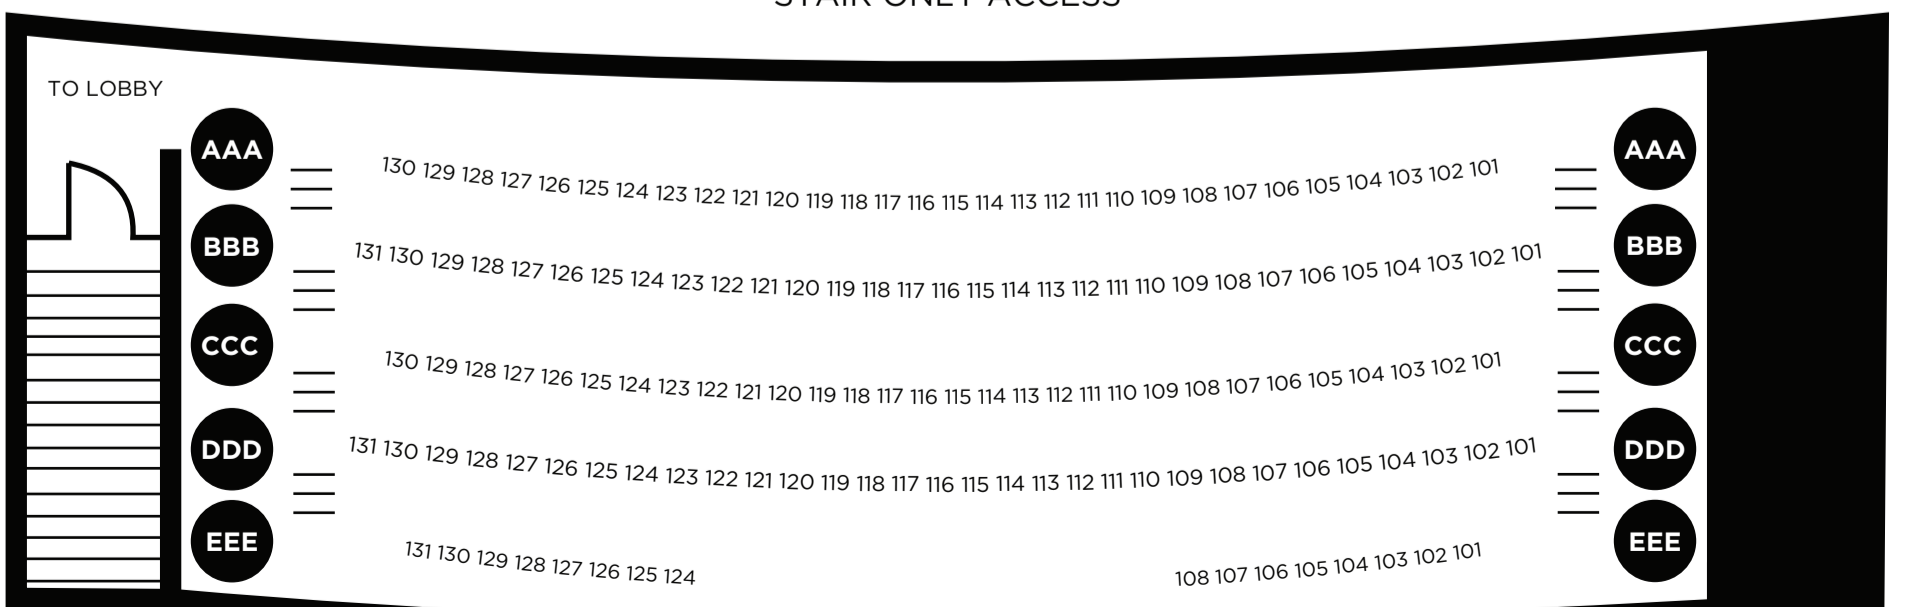 STAIR ONLY ACCESS
TO LOBBY
AAA 130 129 128 127 126 125 124 123 122 121 120 119 118 117 116 115 114 113 112 111 110 109 108 107 106 105 104 103 102 101 AAA
BBB 131 130 129 128 127 126 125 124 123 122 121 120 119 118 117 116 115 114 113 112 111 110 109 108 107 106 105 104 103 102 101 BBB
CCC 130 129 128 127 126 125 124 123 122 121 120 119 118 117 116 115 114 113 112 111 110 109 108 107 106 105 104 103 102 101 CCC
DDD 131 130 129 128 127 126 125 124 123 122 121 120 119 118 117 116 115 114 113 112 111 110 109 108 107 106 105 104 103 102 101 DDD
EEE 131 130 129 128 127 126 125 124 108 107 106 105 104 103 102 101 EEE